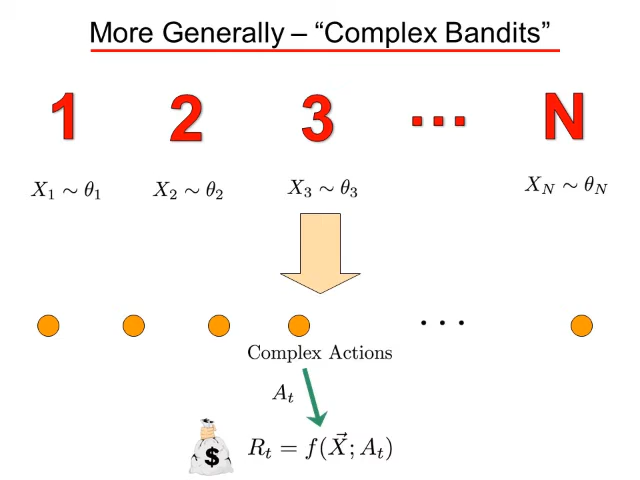 More Generally – “Complex Bandits”
1 2 3 ... N
X₁ ∼ θ₁ X₂ ∼ θ₂ X₃ ∼ θ₃ X_N ∼ θ_N
...
Complex Actions
A_t
$ R_t = f(X⃗; A_t)